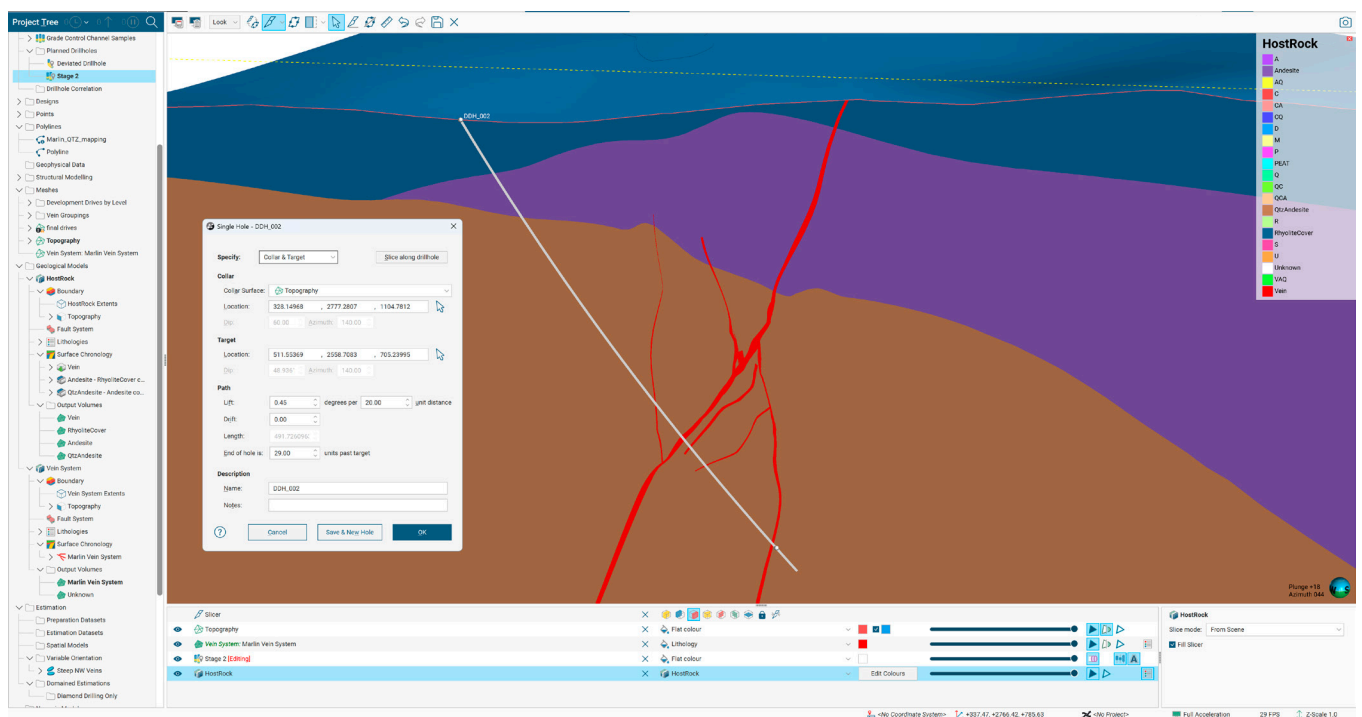 Project Tree
Look
Grade Control Channel Samples
Planned Drillholes
Deviated Drillhole
Stage 2
Drillhole Correlation
Designs
Points
Polylines
Marlin_QTZ_mapping
Polyline
Geophysical Data
Structural Modelling
Meshes
Development Drives by Level
Vein Groupings
final drives
Topography
Vein System: Marlin Vein System
Geological Models
HostRock
Boundary
HostRock Extents
Topography
Fault System
Lithologies
Surface Chronology
Vein
Andesite - RhyoliteCover c...
QtzAndesite - Andesite co...
Output Volumes
Vein
RhyoliteCover
Andesite
QtzAndesite
Vein System
Boundary
Vein System Extents
Topography
Fault System
Lithologies
Surface Chronology
Marlin Vein System
Output Volumes
Marlin Vein System
Unknown
Estimation
Preparation Datasets
Estimation Datasets
Spatial Models
Variable Orientation
Steep NW Veins
Domained Estimations
Diamond Drilling Only
DDH_002
Single Hole - DDH_002
Specify: Collar & Target Slice along drillhole
Collar
Collar Surface: Topography
Location: 328.14968 , 2777.2807 , 1104.7812
Dip: 60.00 Azimuth: 140.00
Target
Location: 511.55369 , 2558.7083 , 705.23995
Dip: 48.9361 Azimuth: 140.00
Path
Lift: 0.45 degrees per 20.00 unit distance
Drift: 0.00
Length:
End of hole is: 29.00 units past target
Description
Name: DDH_002
Notes:
Cancel Save & New Hole OK
HostRock
A
Andesite
AQ
C
CA
CQ
D
M
P
PEAT
Q
QC
QCA
QtzAndesite
R
RhyoliteCover
S
U
Unknown
VAQ
Vein
Plunge +18
Azimuth 044
Slicer
Topography Flat colour
Vein System: Marlin Vein System Lithology
Stage 2 [Editing] Flat colour
HostRock HostRock Edit Colours
HostRock
Slice mode: From Scene
Fill Slicer
<No Coordinate System> +337.47, +2766.42, +785.63 <No Project> Full Acceleration 29 FPS Z-Scale 1.0